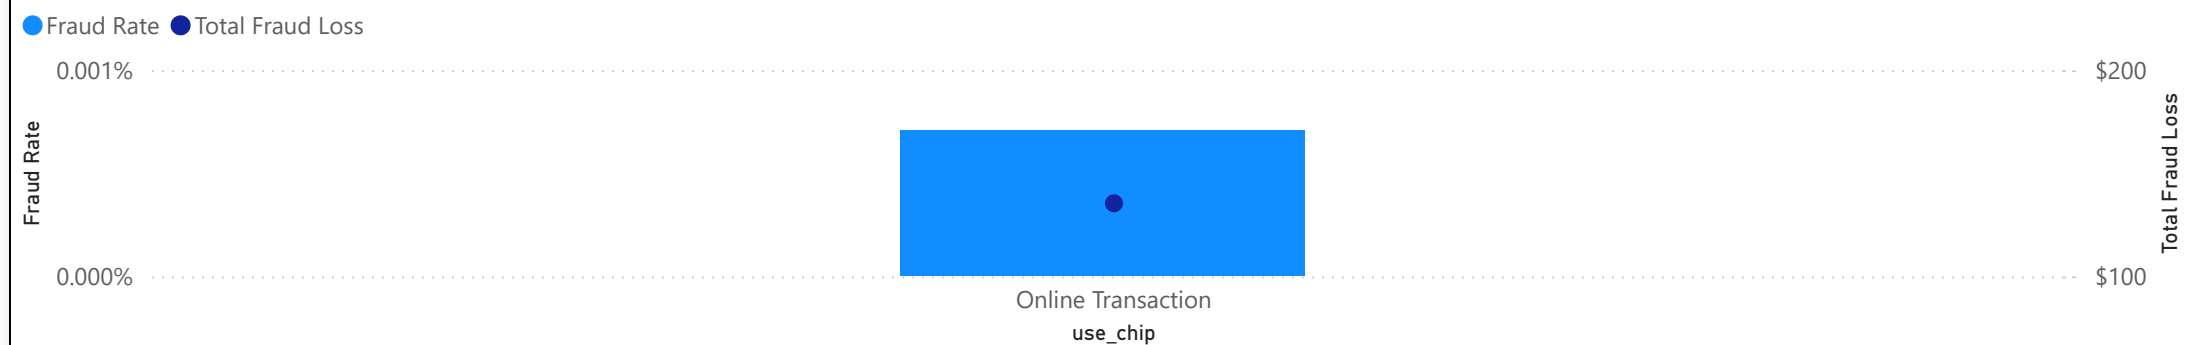 Fraud Rate Total Fraud Loss
0.001%
$200
Fraud Rate
Total Fraud Loss
0.000%
$100
Online Transaction
use_chip